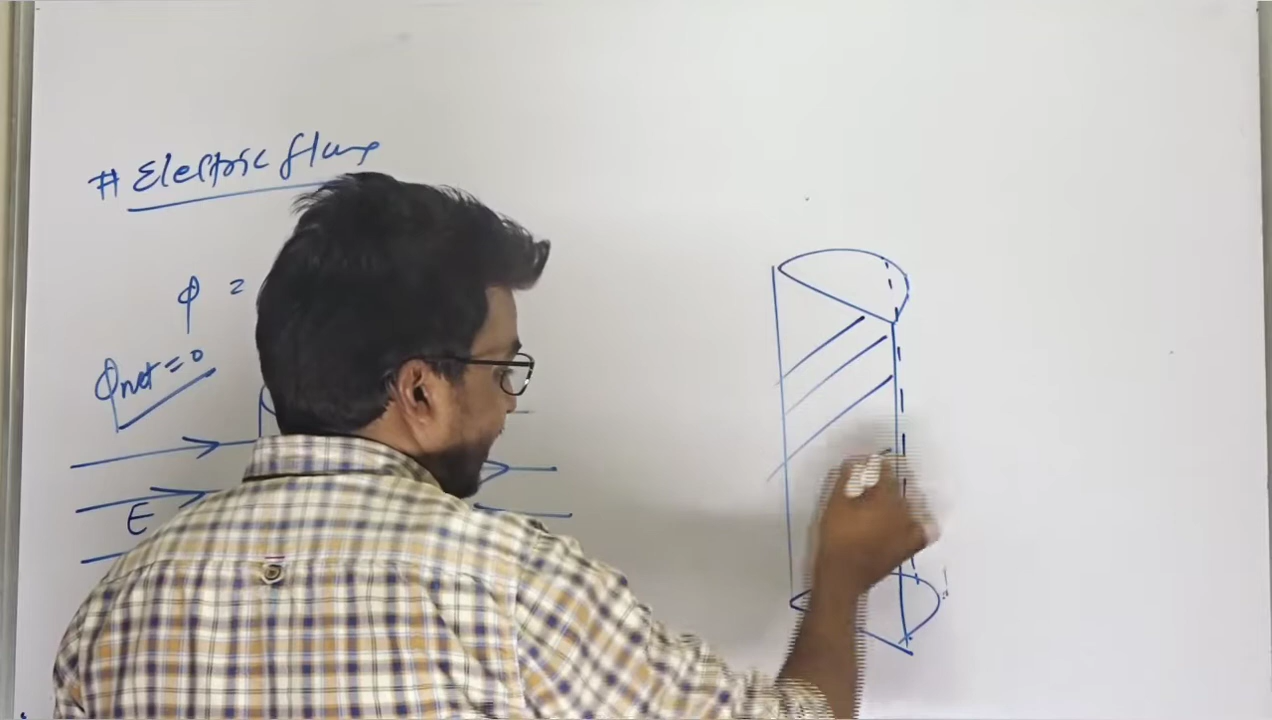 # Electric flux
ϕ =
ϕnet = 0
E